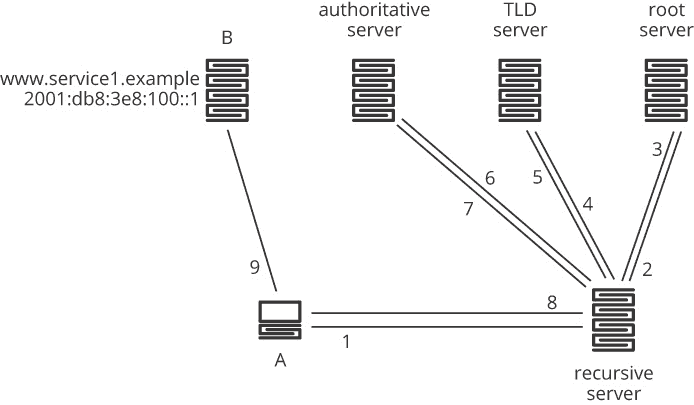 authoritative
server
TLD
server
root
server
B
www.service1.example
2001:db8:3e8:100::1
3
6
5
7
4
9
2
8
1
A
recursive
server